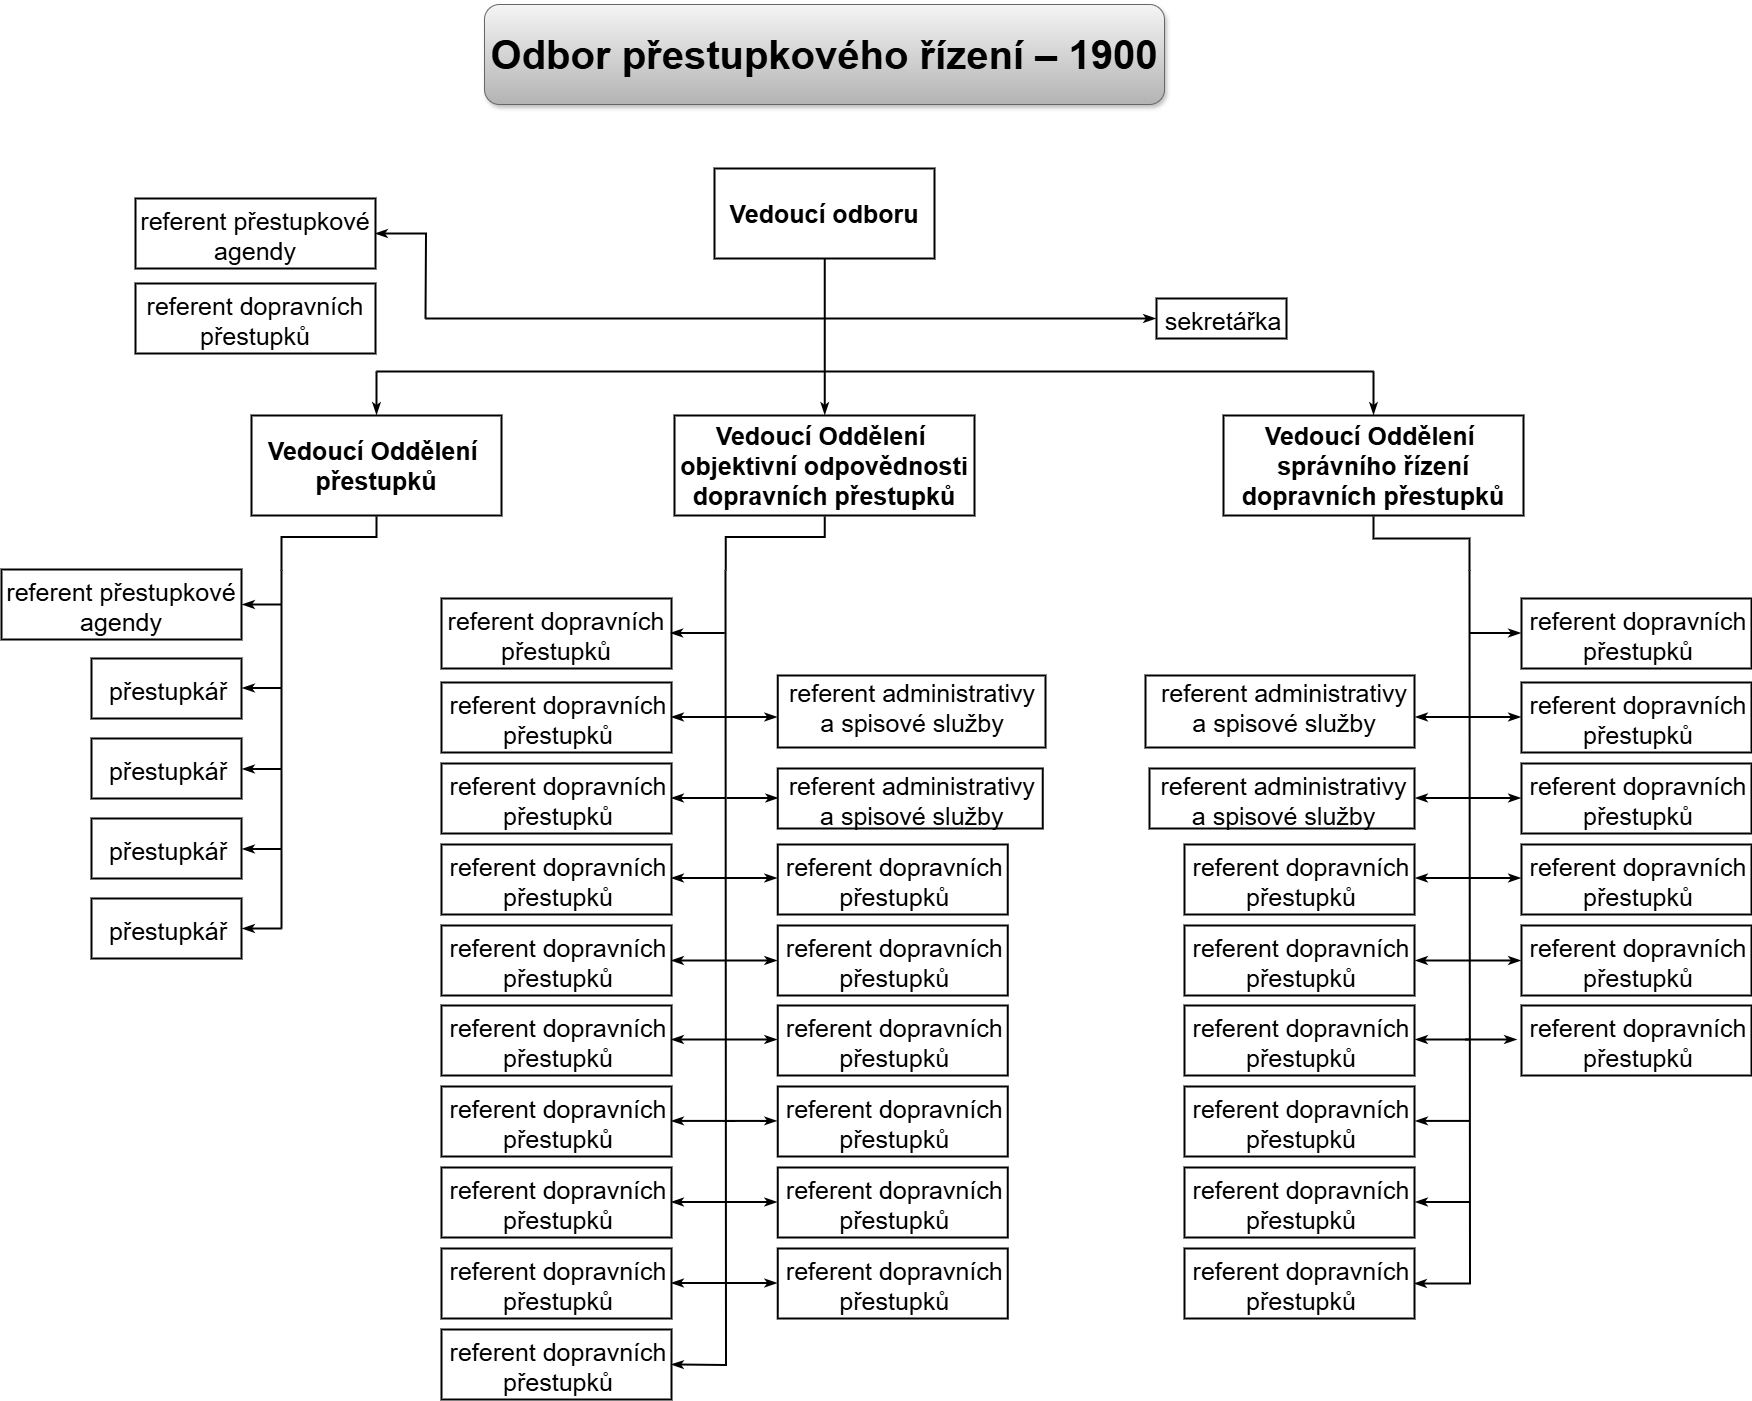 Odbor přestupkového řízení – 1900
Vedoucí odboru
referent přestupkové
agendy
referent dopravních
přestupků
sekretářka
Vedoucí Oddělení
přestupků
Vedoucí Oddělení
objektivní odpovědnosti
dopravních přestupků
Vedoucí Oddělení
správního řízení
dopravních přestupků
referent přestupkové
agendy
přestupkář
přestupkář
přestupkář
přestupkář
referent dopravních
přestupků
referent dopravních
přestupků
referent dopravních
přestupků
referent dopravních
přestupků
referent dopravních
přestupků
referent dopravních
přestupků
referent dopravních
přestupků
referent dopravních
přestupků
referent dopravních
přestupků
referent dopravních
přestupků
referent administrativy
a spisové služby
referent administrativy
a spisové služby
referent dopravních
přestupků
referent dopravních
přestupků
referent dopravních
přestupků
referent dopravních
přestupků
referent dopravních
přestupků
referent dopravních
přestupků
referent administrativy
a spisové služby
referent administrativy
a spisové služby
referent dopravních
přestupků
referent dopravních
přestupků
referent dopravních
přestupků
referent dopravních
přestupků
referent dopravních
přestupků
referent dopravních
přestupků
referent dopravních
přestupků
referent dopravních
přestupků
referent dopravních
přestupků
referent dopravních
přestupků
referent dopravních
přestupků
referent dopravních
přestupků